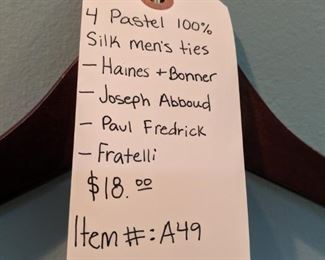 4 Pastel 100%
Silk men's ties
- Haines + Bonner
- Joseph Abboud
- Paul Fredrick
- Fratelli
$18.00
Item #: A49